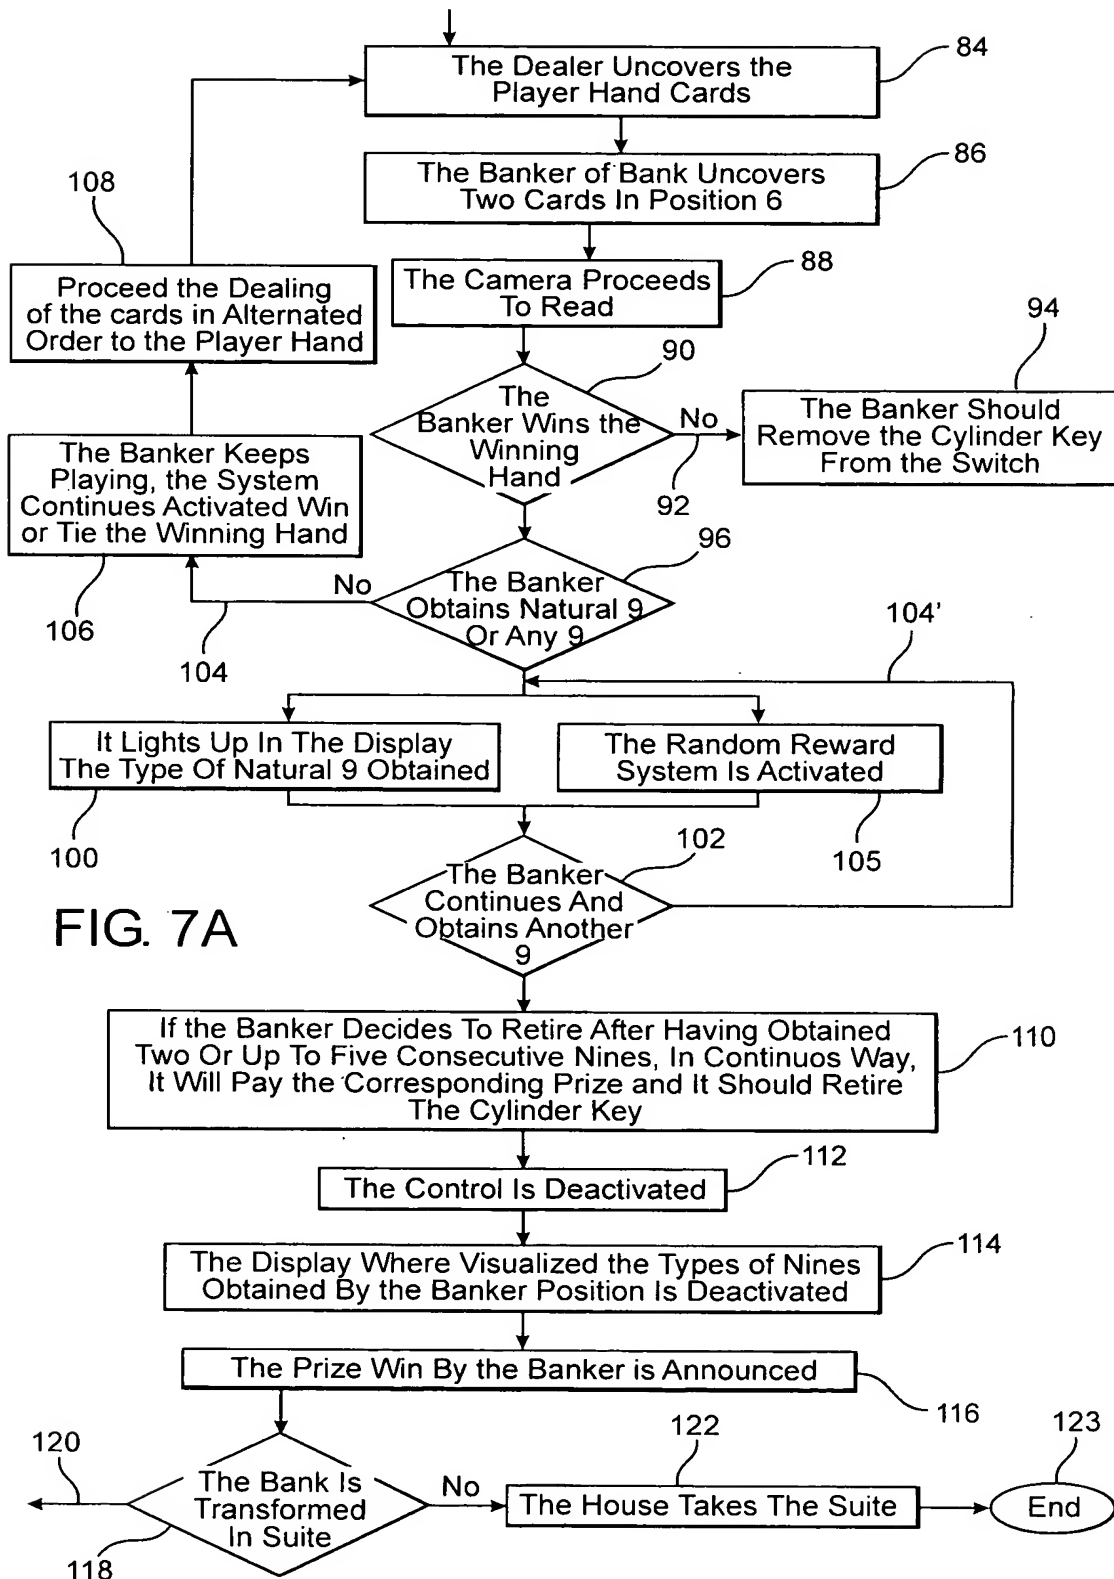 The Dealer Uncovers the
Player Hand Cards
84
The Banker of Bank Uncovers
Two Cards In Position 6
86
108
The Camera Proceeds
To Read
88
Proceed the Dealing
of the cards in Alternated
Order to the Player Hand
90
94
The
Banker Wins the
Winning
Hand
No
92
The Banker Should
Remove the Cylinder Key
From the Switch
The Banker Keeps
Playing, the System
Continues Activated Win
or Tie the Winning Hand
106
96
No
104
The Banker
Obtains Natural 9
Or Any 9
104'
It Lights Up In The Display
The Type Of Natural 9 Obtained
100
The Random Reward
System Is Activated
105
102
The Banker
Continues And
Obtains Another
9
FIG. 7A
If the Banker Decides To Retire After Having Obtained
Two Or Up To Five Consecutive Nines, In Continuos Way,
It Will Pay the Corresponding Prize and It Should Retire
The Cylinder Key
110
The Control Is Deactivated
112
The Display Where Visualized the Types of Nines
Obtained By the Banker Position Is Deactivated
114
The Prize Win By the Banker is Announced
116
120
The Bank Is
Transformed
In Suite
118
No
122
The House Takes The Suite
123
End